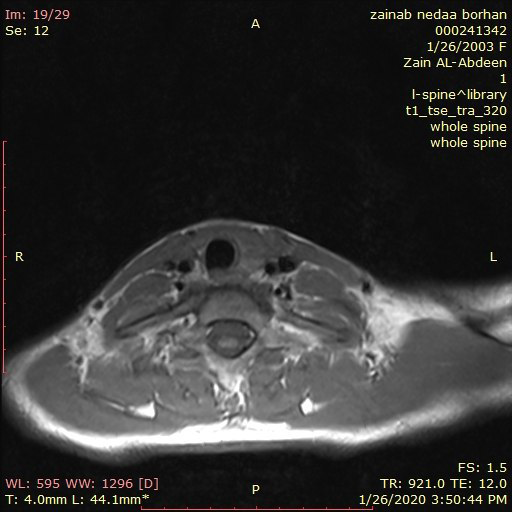 Im: 19/29
Se: 12
A
zainab nedaa borhan
000241342
1/26/2003 F
Zain AL-Abdeen
1
l-spine^library
t1_tse_tra_320
whole spine
whole spine
R
L
WL: 595 WW: 1296 [D]
T: 4.0mm L: 44.1mm*
P
FS: 1.5
TR: 921.0 TE: 12.0
1/26/2020 3:50:44 PM